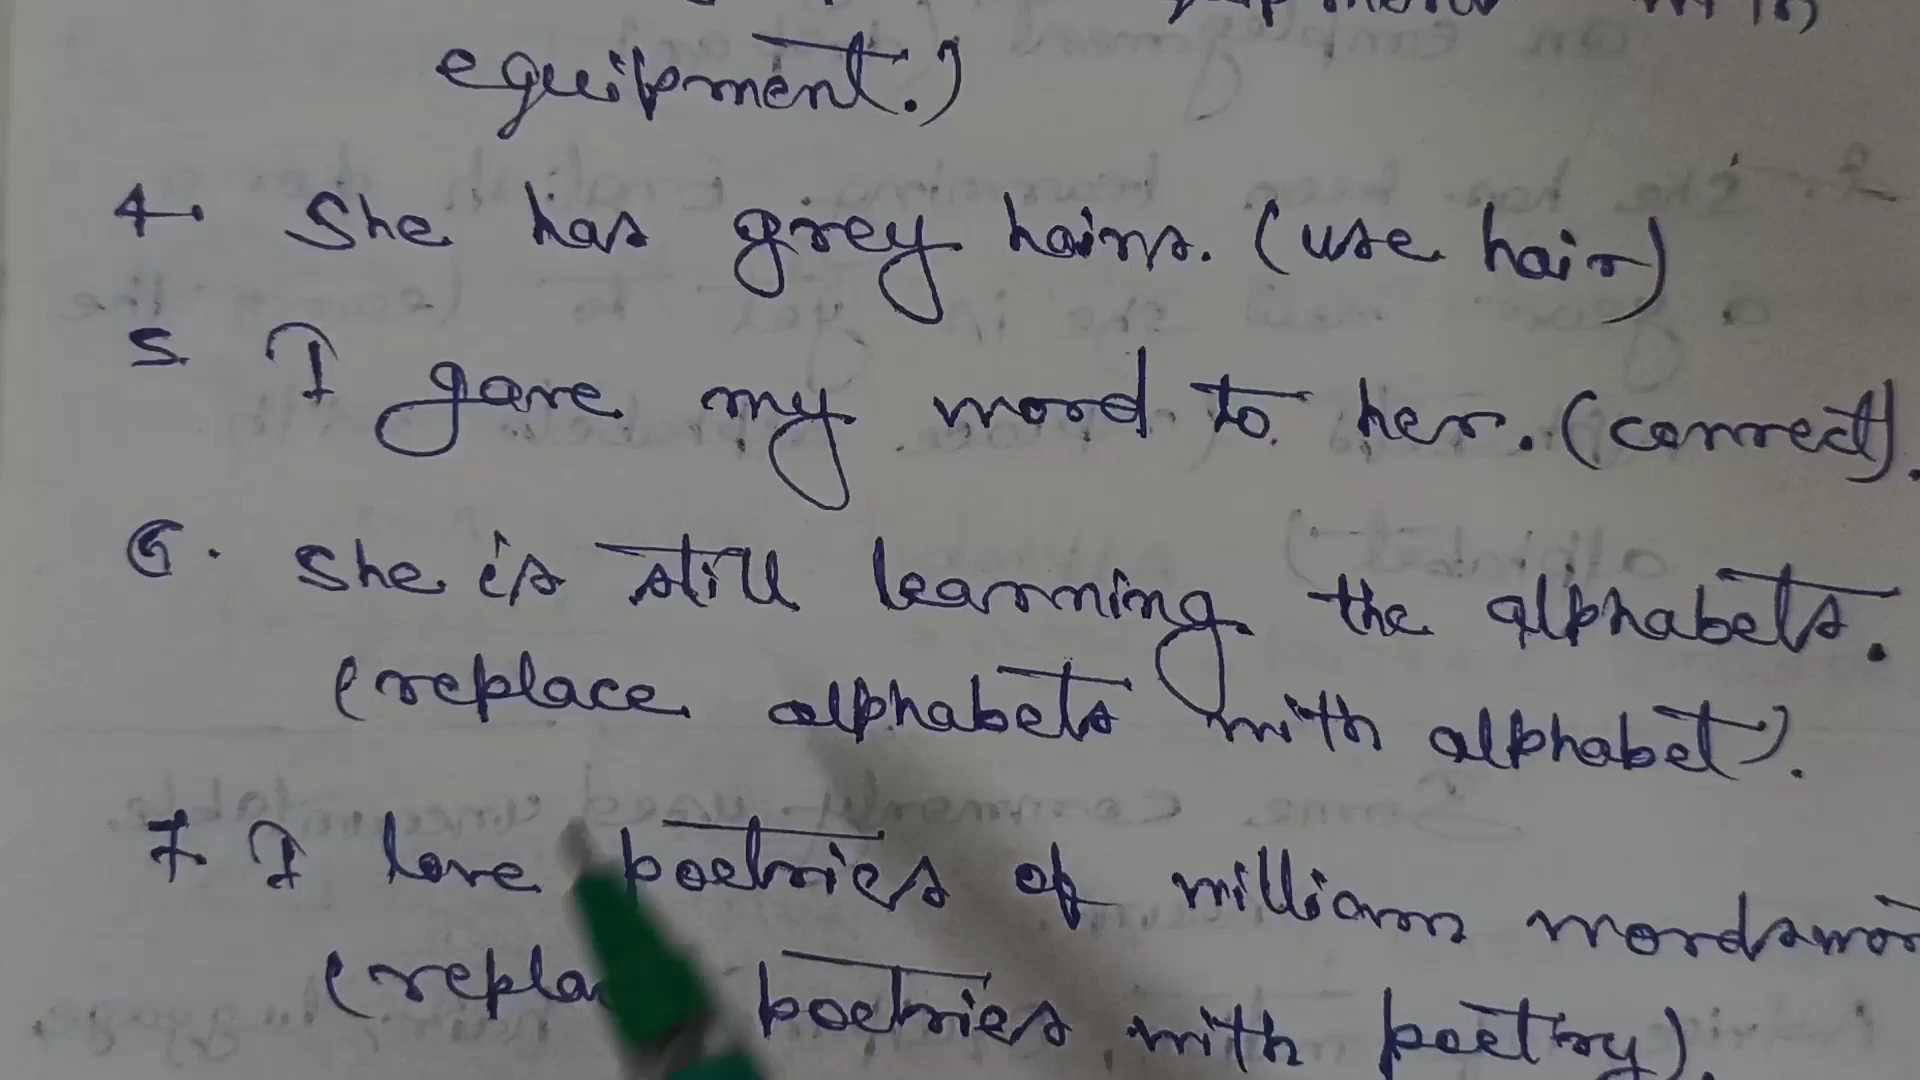 equipment.)
4. She has grey hairs. (use hair)
5. I gave my word to her. (correct).
6. She is still learning the alphabets.
(replace alphabets with alphabet).
7. I love poetries of william
(replace poetries with poetry).